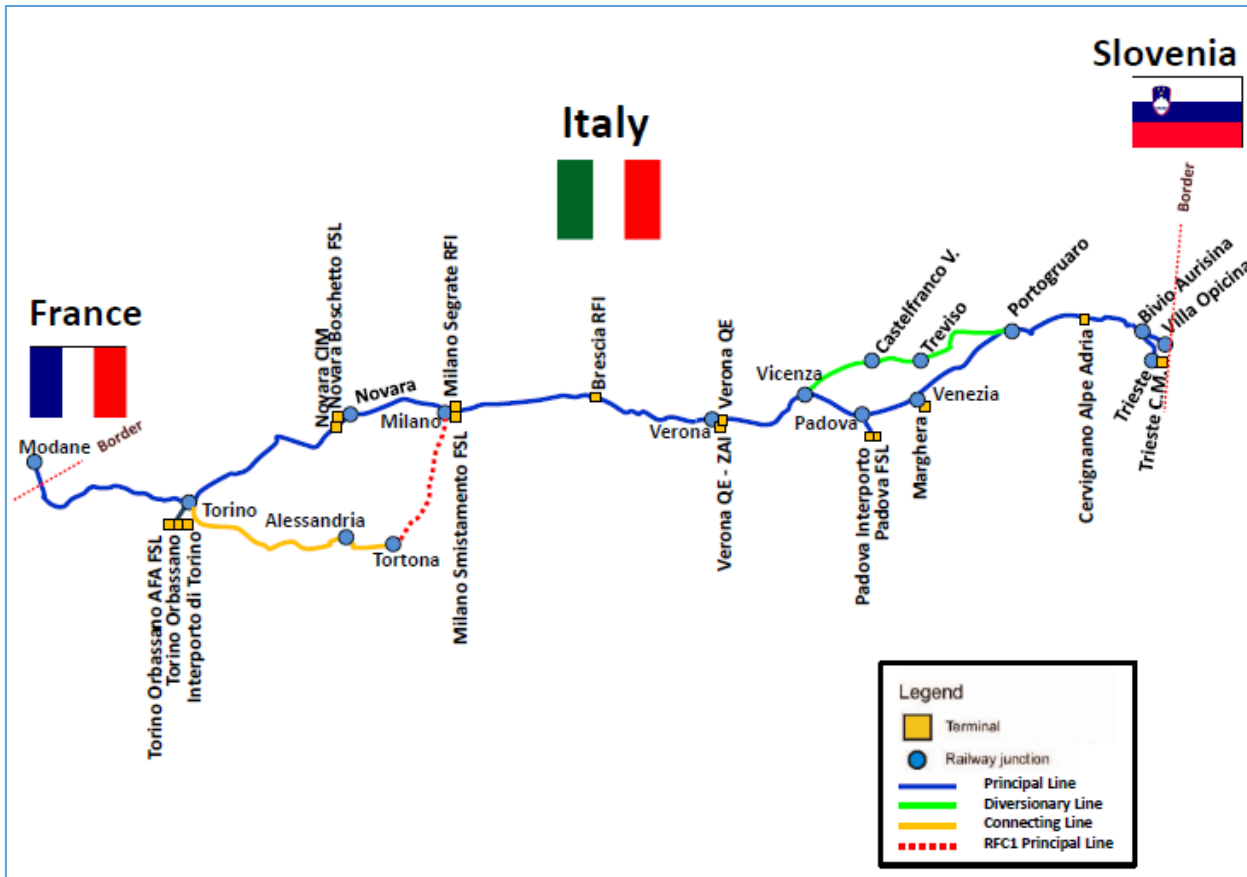 Slovenia
Italy
France
Border
Border
Modane
Torino
Torino Orbassano AFA FSL
Torino Orbassano
Interporto di Torino
Alessandria
Tortona
Novara CIM
Novara Boschetto FSL
Novara
Milano
Milano Segrate RFI
Milano Smistamento FSL
Brescia RFI
Verona
Verona QE
Verona QE - ZAI
Vicenza
Castelfranco V.
Treviso
Padova
Padova Interporto
Padova FSL
Venezia
Marghera
Portogruaro
Cervignano Alpe Adria
Bivio Aurisina
Villa Opicina
Trieste
Trieste C.M.
Legend
Terminal
Railway junction
Principal Line
Diversionary Line
Connecting Line
RFC1 Principal Line